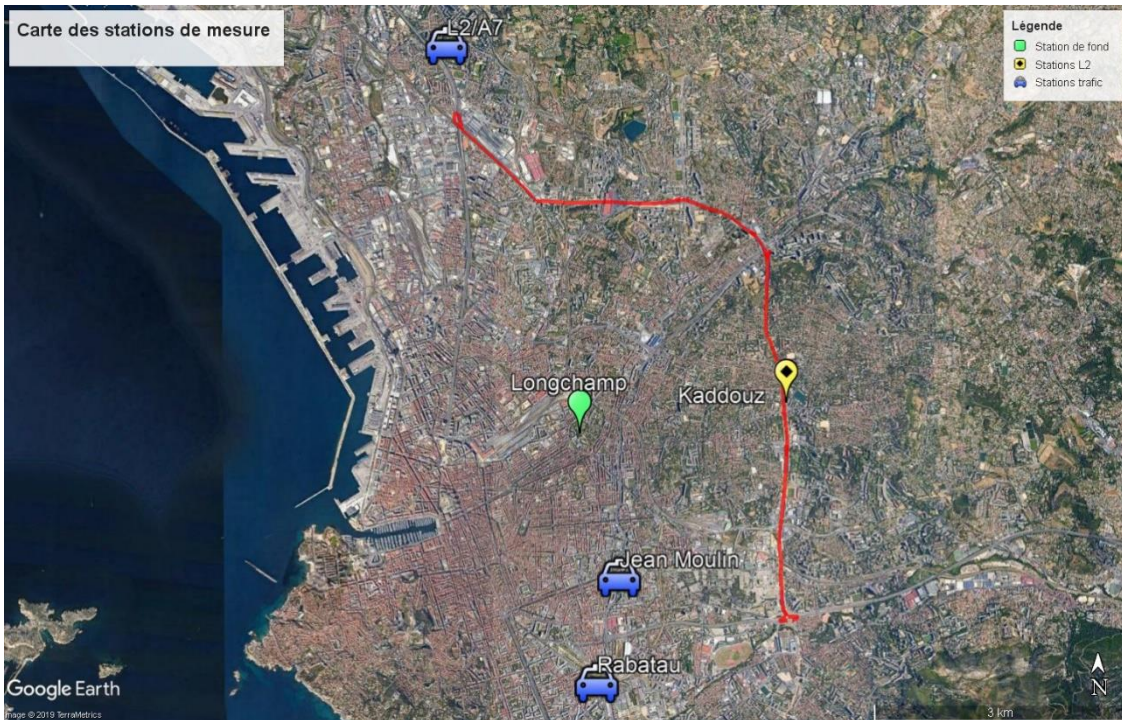 Carte des stations de mesure
L2/A7
Légende
Station de fond
Stations L2
Stations trafic
Longchamp
Kaddouz
Jean Moulin
Rabatau
Google Earth
Image © 2019 TerraMetrics
3 km
N